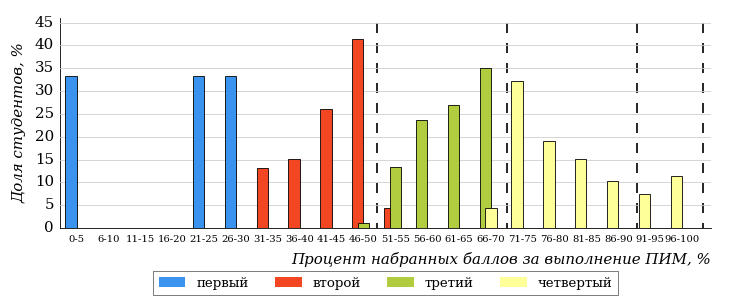 45
40
35
30
25
20
15
10
5
0
Доля студентов, %
0-5 6-10 11-15 16-20 21-25 26-30 31-35 36-40 41-45 46-50 51-55 56-60 61-65 66-70 71-75 76-80 81-85 86-90 91-95 96-100
Процент набранных баллов за выполнение ПИМ, %
первый второй третий четвертый